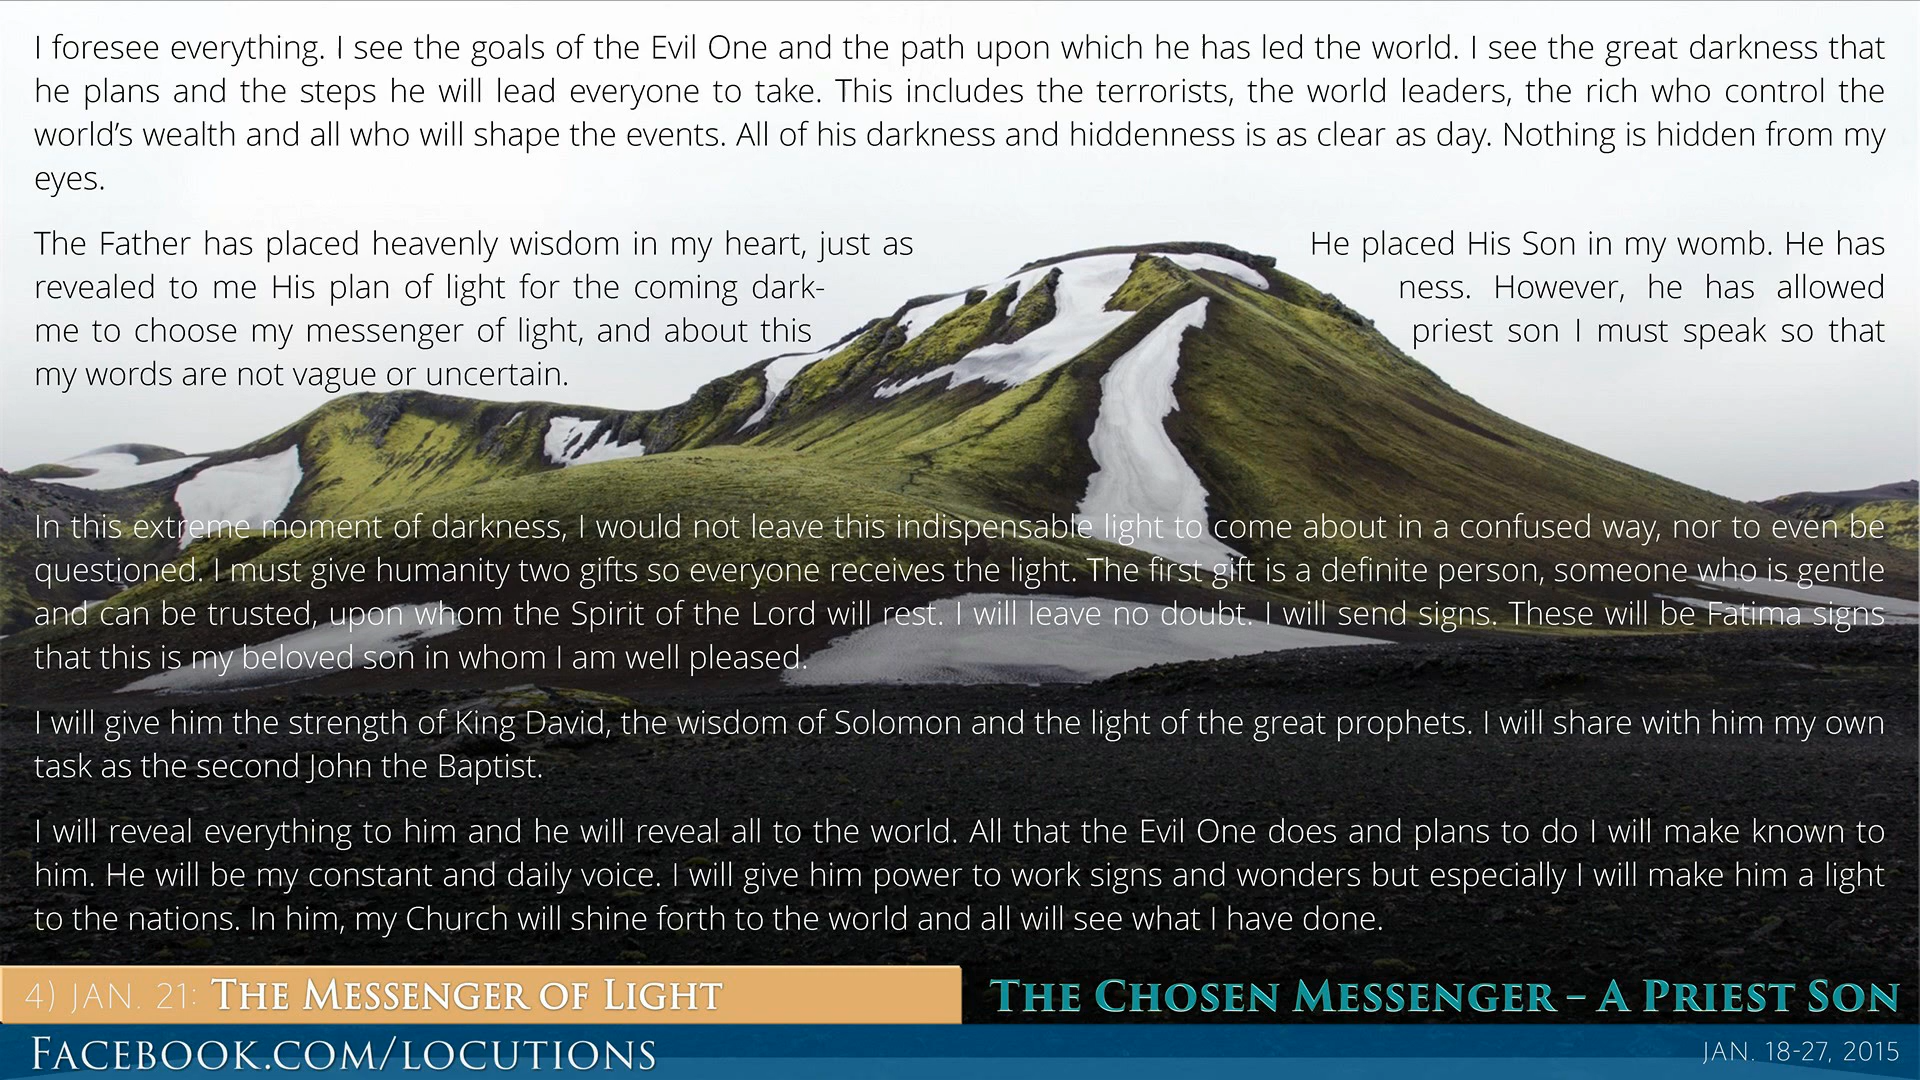 I foresee everything. I see the goals of the Evil One and the path upon which he has led the world. I see the great darkness that
he plans and the steps he will lead everyone to take. This includes the terrorists, the world leaders, the rich who control the
world’s wealth and all who will shape the events. All of his darkness and hiddenness is as clear as day. Nothing is hidden from my
eyes.
The Father has placed heavenly wisdom in my heart, just as He placed His Son in my womb. He has
revealed to me His plan of light for the coming dark- ness. However, he has allowed
me to choose my messenger of light, and about this priest son I must speak so that
my words are not vague or uncertain.
In this extreme moment of darkness, I would not leave this indispensable light to come about in a confused way, nor to even be
questioned. I must give humanity two gifts so everyone receives the light. The first gift is a definite person, someone who is gentle
and can be trusted, upon whom the Spirit of the Lord will rest. I will leave no doubt. I will send signs. These will be Fatima signs
that this is my beloved son in whom I am well pleased.
I will give him the strength of King David, the wisdom of Solomon and the light of the great prophets. I will share with him my own
task as the second John the Baptist.
I will reveal everything to him and he will reveal all to the world. All that the Evil One does and plans to do I will make known to
him. He will be my constant and daily voice. I will give him power to work signs and wonders but especially I will make him a light
to the nations. In him, my Church will shine forth to the world and all will see what I have done.
4) JAN. 21: THE MESSENGER OF LIGHT
THE CHOSEN MESSENGER – A PRIEST SON
FACEBOOK.COM/LOCUTIONS
JAN. 18-27, 2015